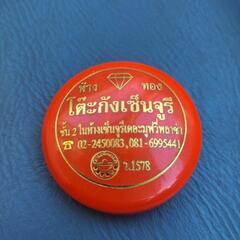 ห้าง ทอง
โต๊ะกังเซ็นจูรี
ชั้น 2 ในห้างเซ็นจูรี่เดอะมูฟวี่พลาซ่า
☎ 02-2450083, 081-6995441
ว.1578